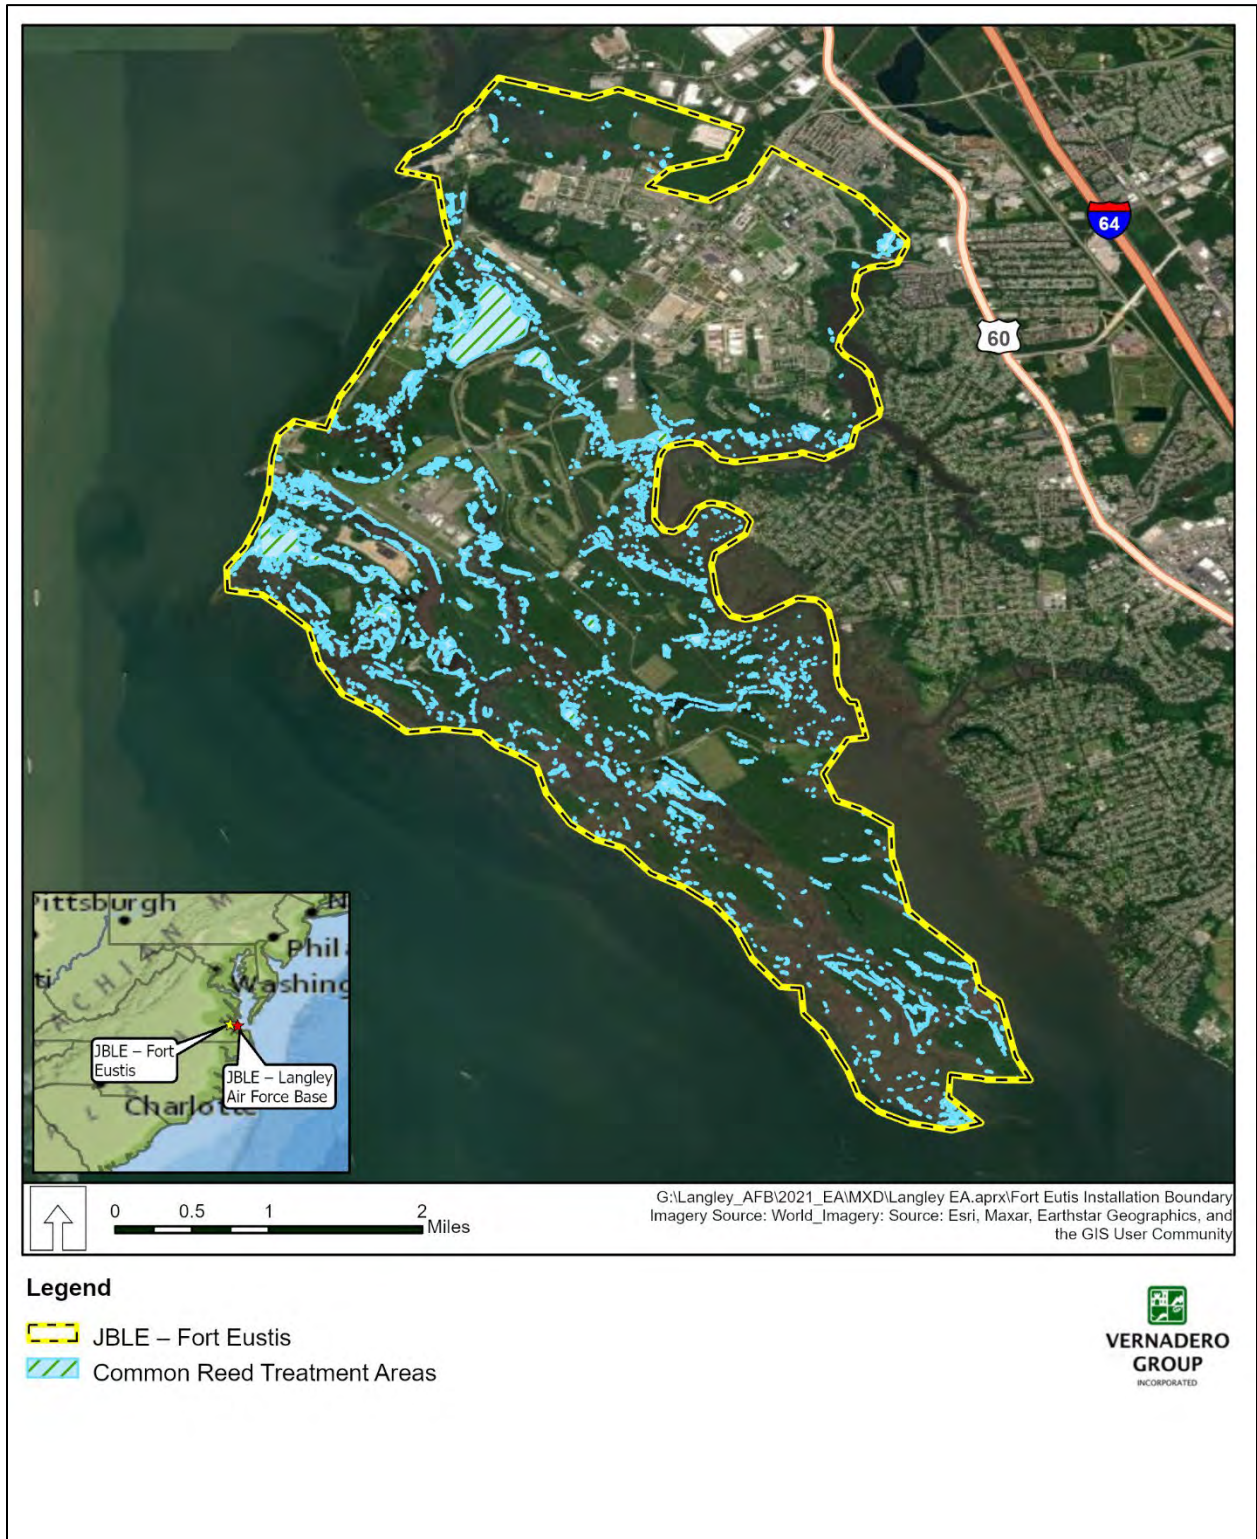 64
60
Pittsburgh
N
Phila
Washing
CHIAN M
JBLE – Fort
Eustis
JBLE – Langley
Air Force Base
Charlotte
0 0.5 1 2
Miles
G:\Langley_AFB\2021_EA\MXD\Langley EA.aprx\Fort Eutis Installation Boundary
Imagery Source: World_Imagery: Source: Esri, Maxar, Earthstar Geographics, and
the GIS User Community
Legend
JBLE – Fort Eustis
Common Reed Treatment Areas
VERNADERO
GROUP
INCORPORATED